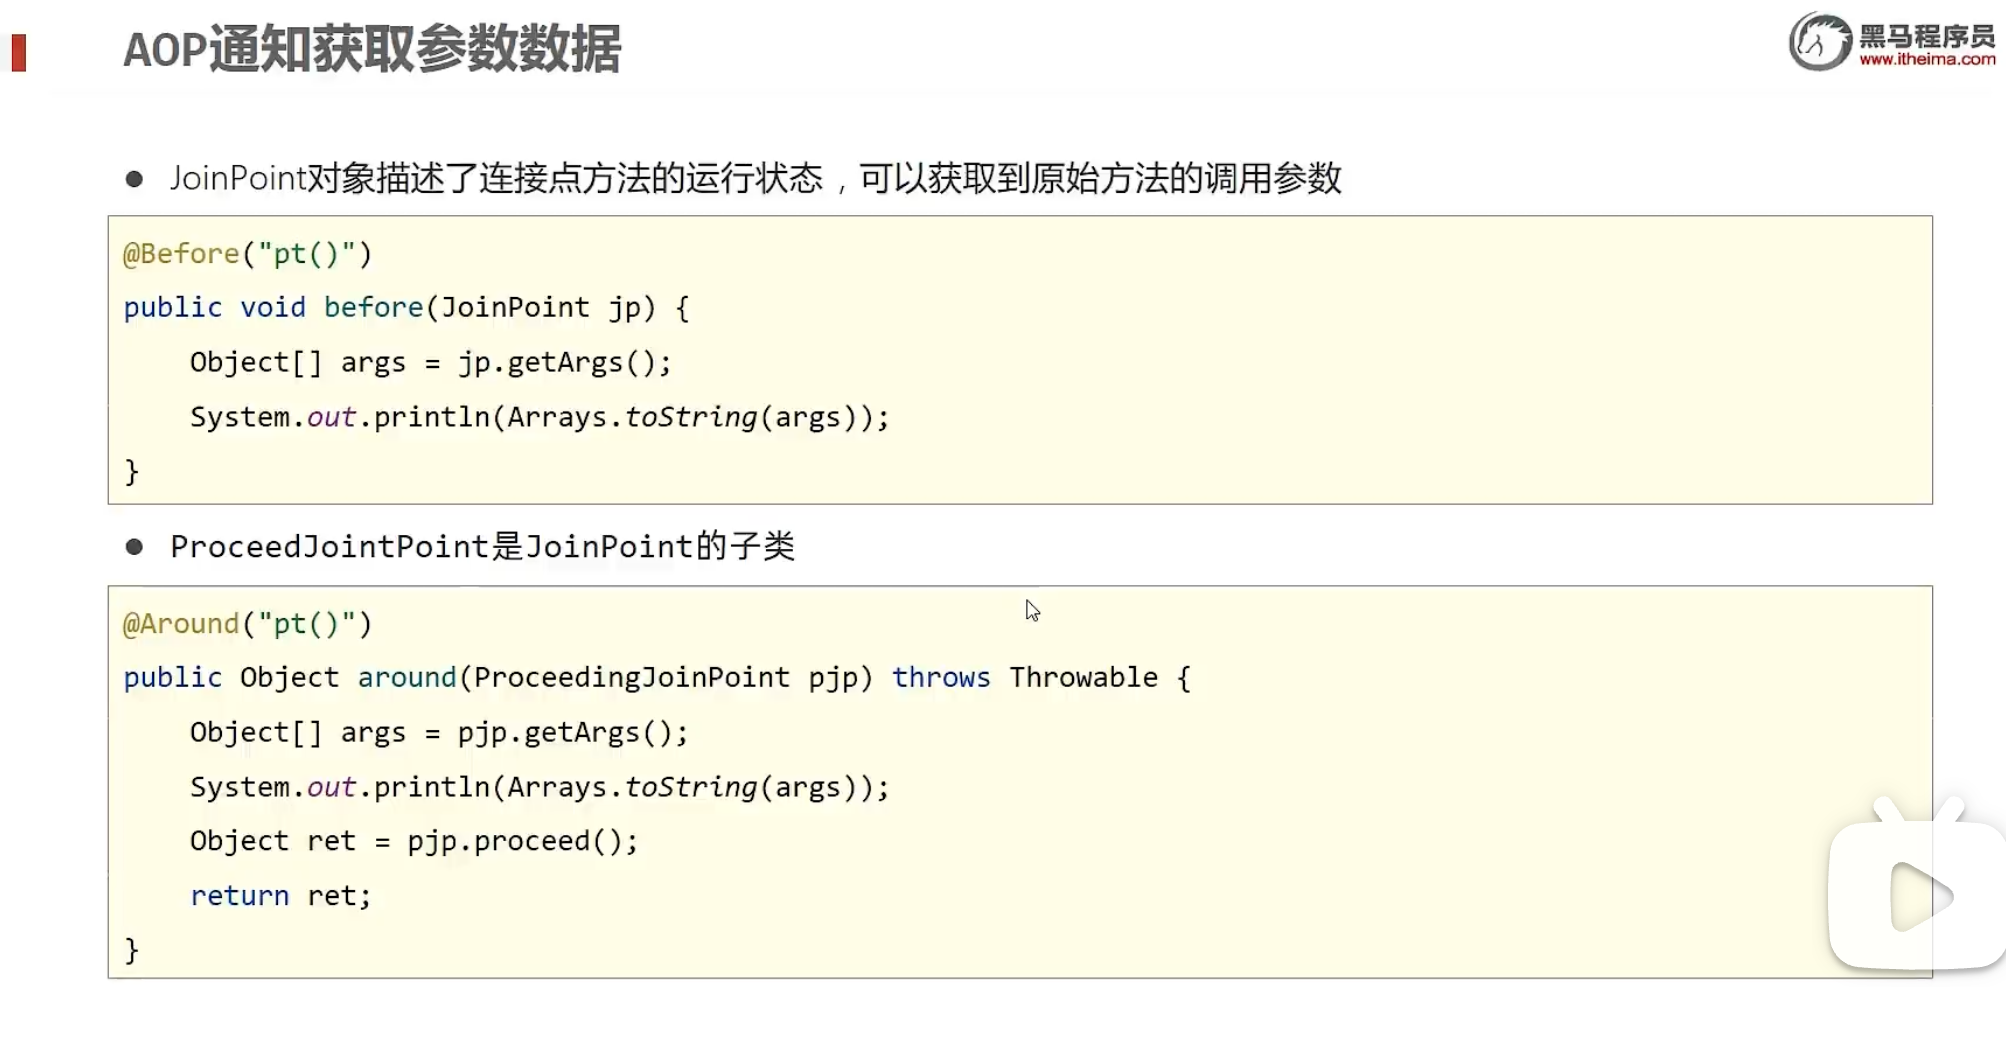 AOP通知获取参数数据
黑马程序员
www.itheima.com
● JoinPoint对象描述了连接点方法的运行状态，可以获取到原始方法的调用参数
@Before("pt()")
public void before(JoinPoint jp) {
    Object[] args = jp.getArgs();
    System.out.println(Arrays.toString(args));
}
● ProceedJointPoint是JoinPoint的子类
@Around("pt()")
public Object around(ProceedingJoinPoint pjp) throws Throwable {
    Object[] args = pjp.getArgs();
    System.out.println(Arrays.toString(args));
    Object ret = pjp.proceed();
    return ret;
}